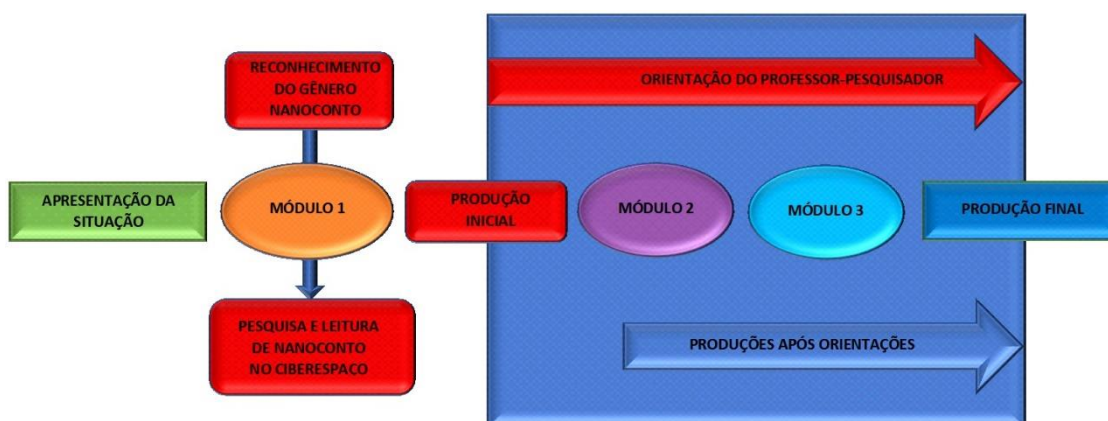 RECONHECIMENTO
DO GÊNERO
NANOCONTO
ORIENTAÇÃO DO PROFESSOR-PESQUISADOR
APRESENTAÇÃO DA
SITUAÇÃO
MÓDULO 1
PRODUÇÃO
INICIAL
MÓDULO 2
MÓDULO 3
PRODUÇÃO FINAL
PESQUISA E LEITURA
DE NANOCONTO
NO CIBERESPAÇO
PRODUÇÕES APÓS ORIENTAÇÕES